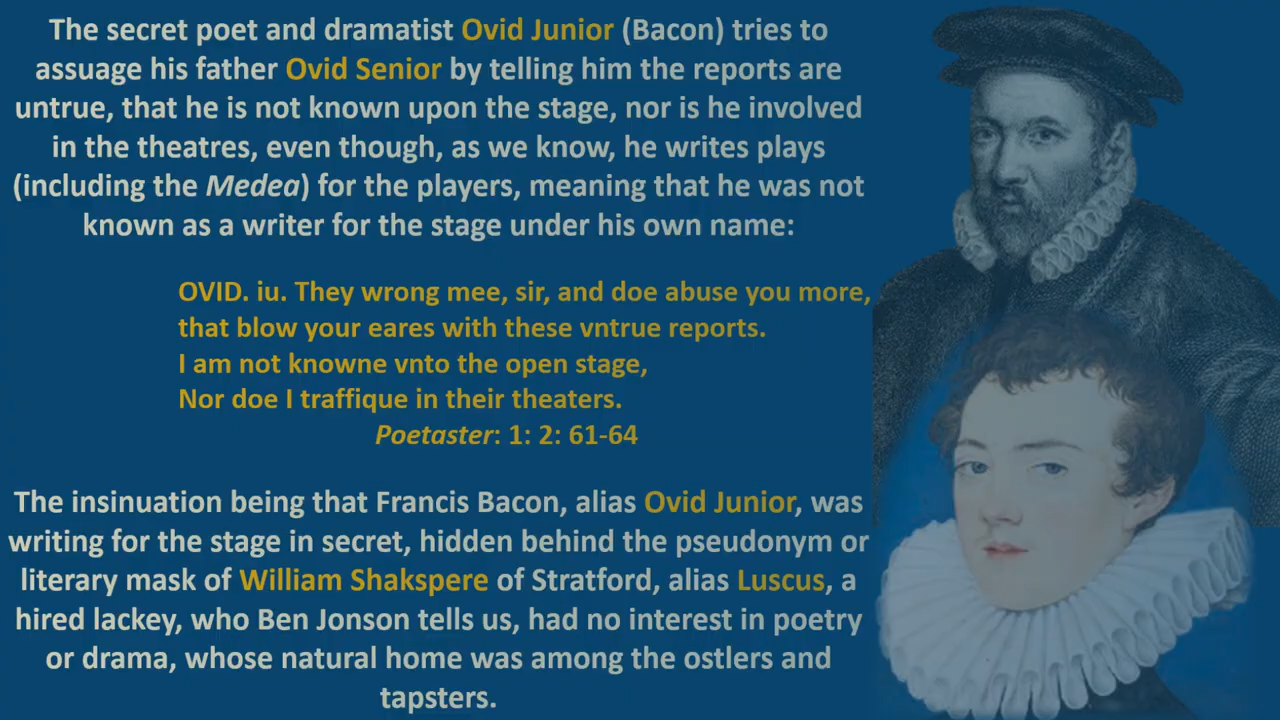 The secret poet and dramatist Ovid Junior (Bacon) tries to
assuage his father Ovid Senior by telling him the reports are
untrue, that he is not known upon the stage, nor is he involved
in the theatres, even though, as we know, he writes plays
(including the Medea) for the players, meaning that he was not
known as a writer for the stage under his own name:
OVID. iu. They wrong mee, sir, and doe abuse you more,
that blow your eares with these vntrue reports.
I am not knowne vnto the open stage,
Nor doe I traffique in their theaters.
Poetaster: 1: 2: 61-64
The insinuation being that Francis Bacon, alias Ovid Junior, was
writing for the stage in secret, hidden behind the pseudonym or
literary mask of William Shakspere of Stratford, alias Luscus, a
hired lackey, who Ben Jonson tells us, had no interest in poetry
or drama, whose natural home was among the ostlers and
tapsters.